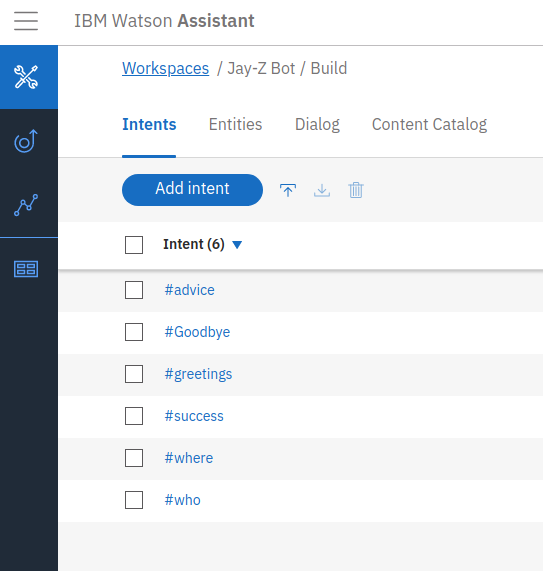 IBM Watson Assistant
Workspaces / Jay-Z Bot / Build
Intents Entities Dialog Content Catalog
Add intent
Intent (6)
#advice
#Goodbye
#greetings
#success
#where
#who